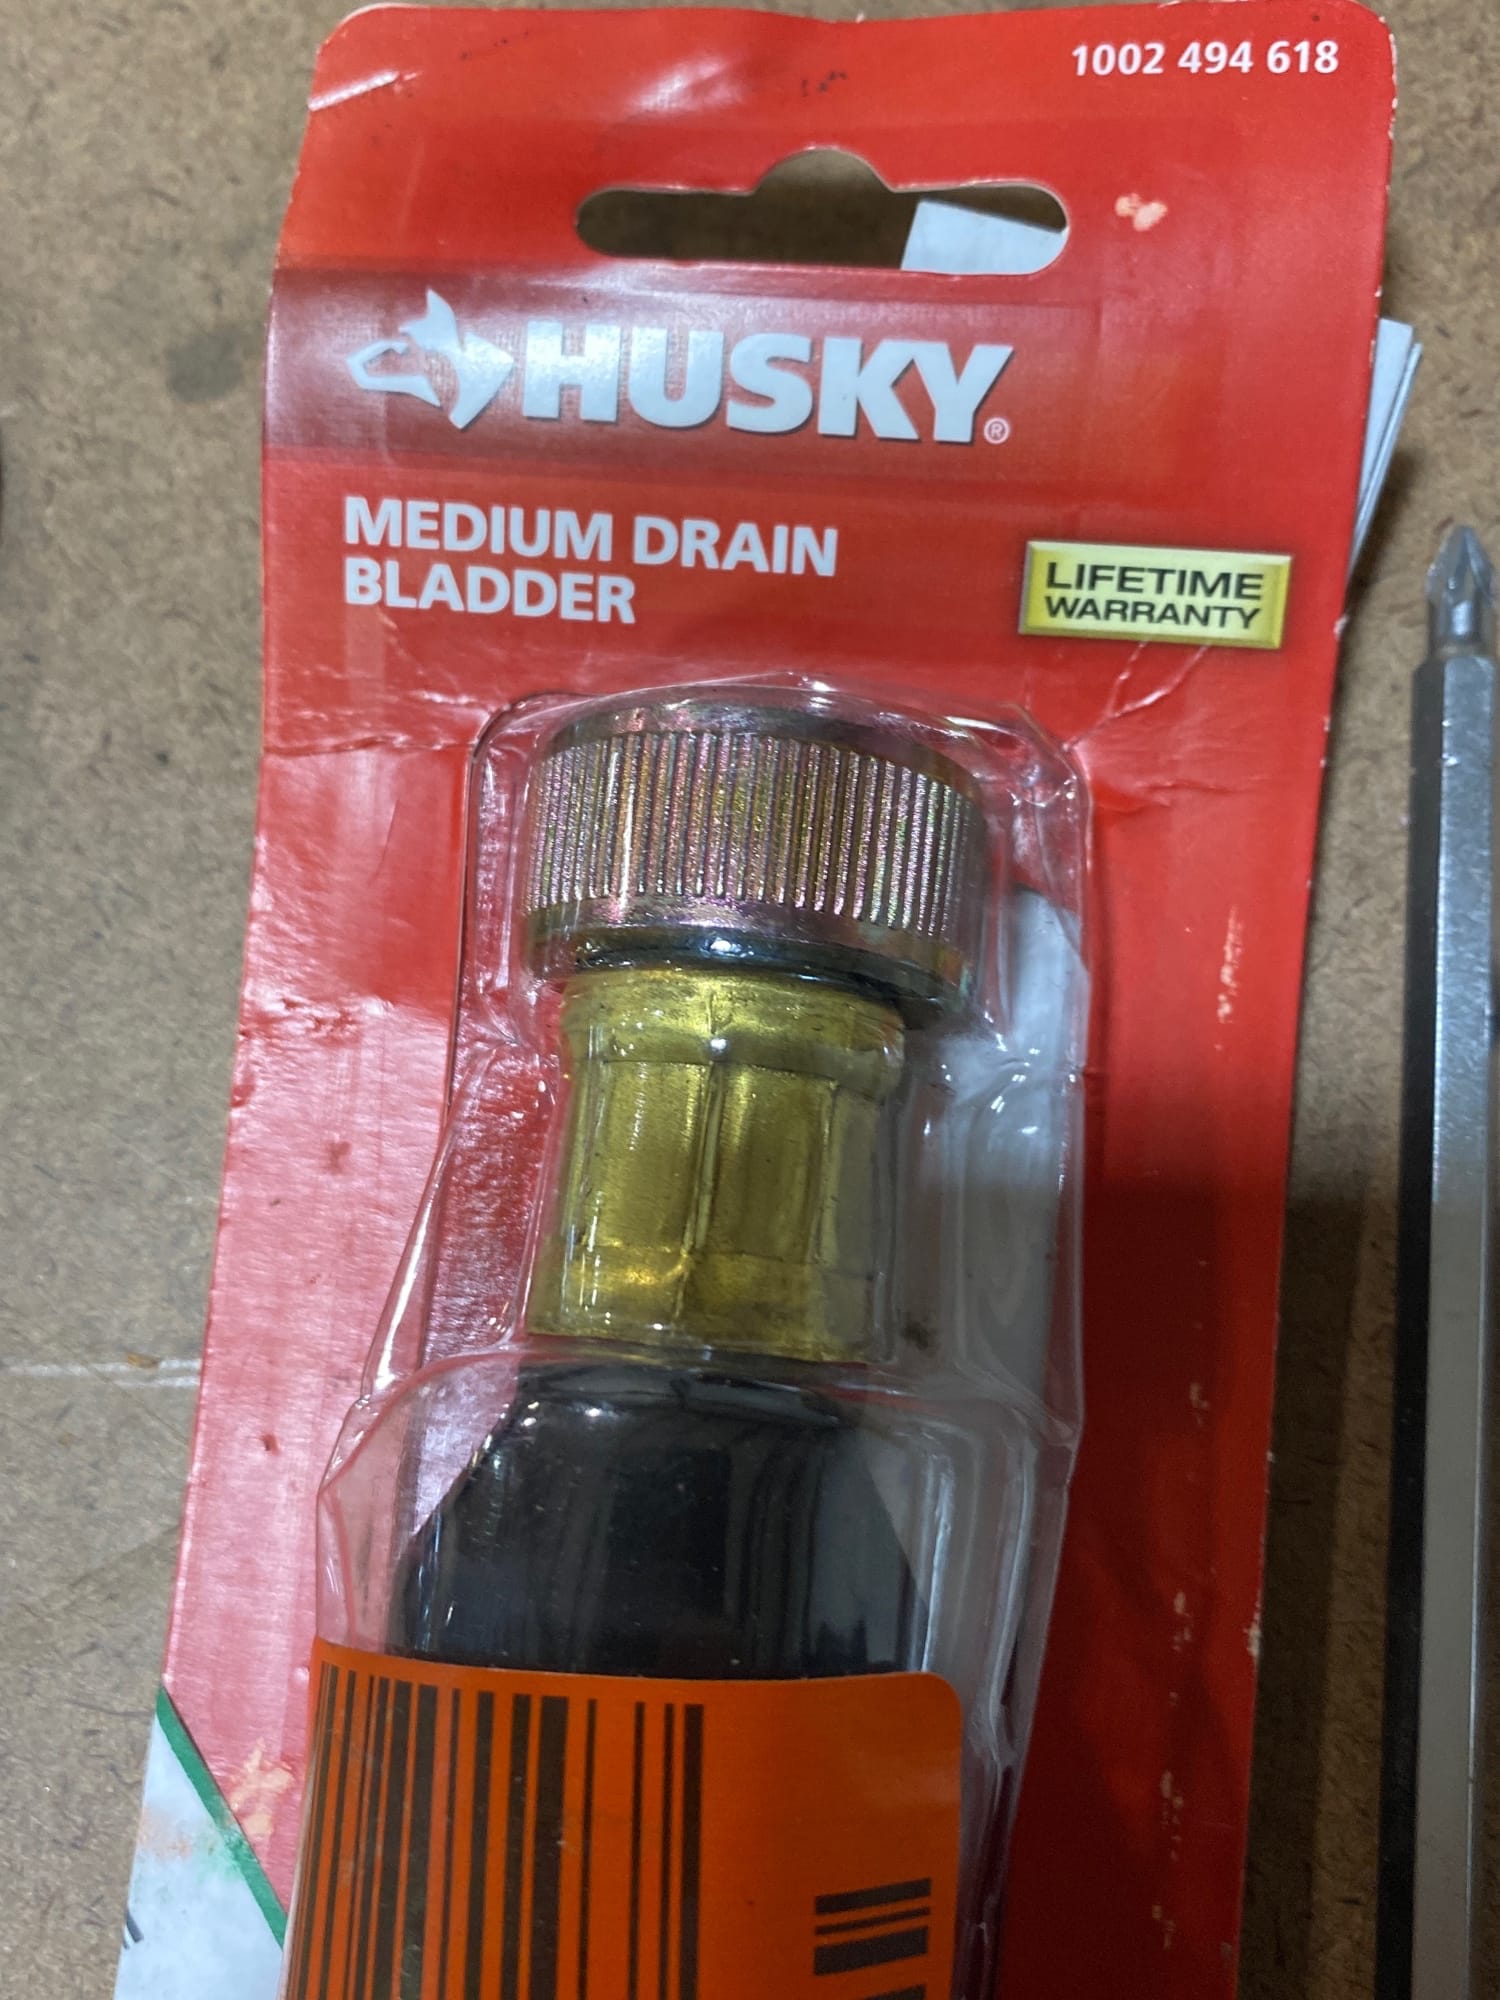 1002 494 618
HUSKY®
MEDIUM DRAIN
BLADDER
LIFETIME
WARRANTY